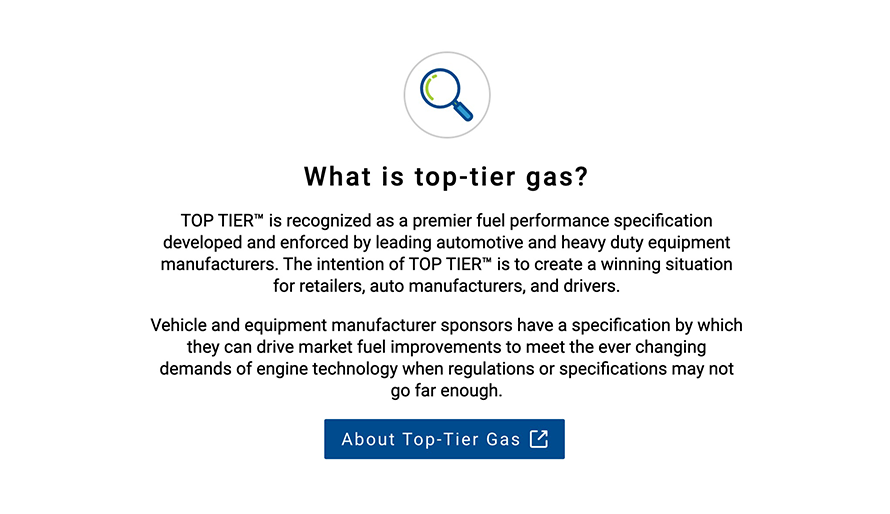 What is top-tier gas?
TOP TIER™ is recognized as a premier fuel performance specification
developed and enforced by leading automotive and heavy duty equipment
manufacturers. The intention of TOP TIER™ is to create a winning situation
for retailers, auto manufacturers, and drivers.
Vehicle and equipment manufacturer sponsors have a specification by which
they can drive market fuel improvements to meet the ever changing
demands of engine technology when regulations or specifications may not
go far enough.
About Top-Tier Gas